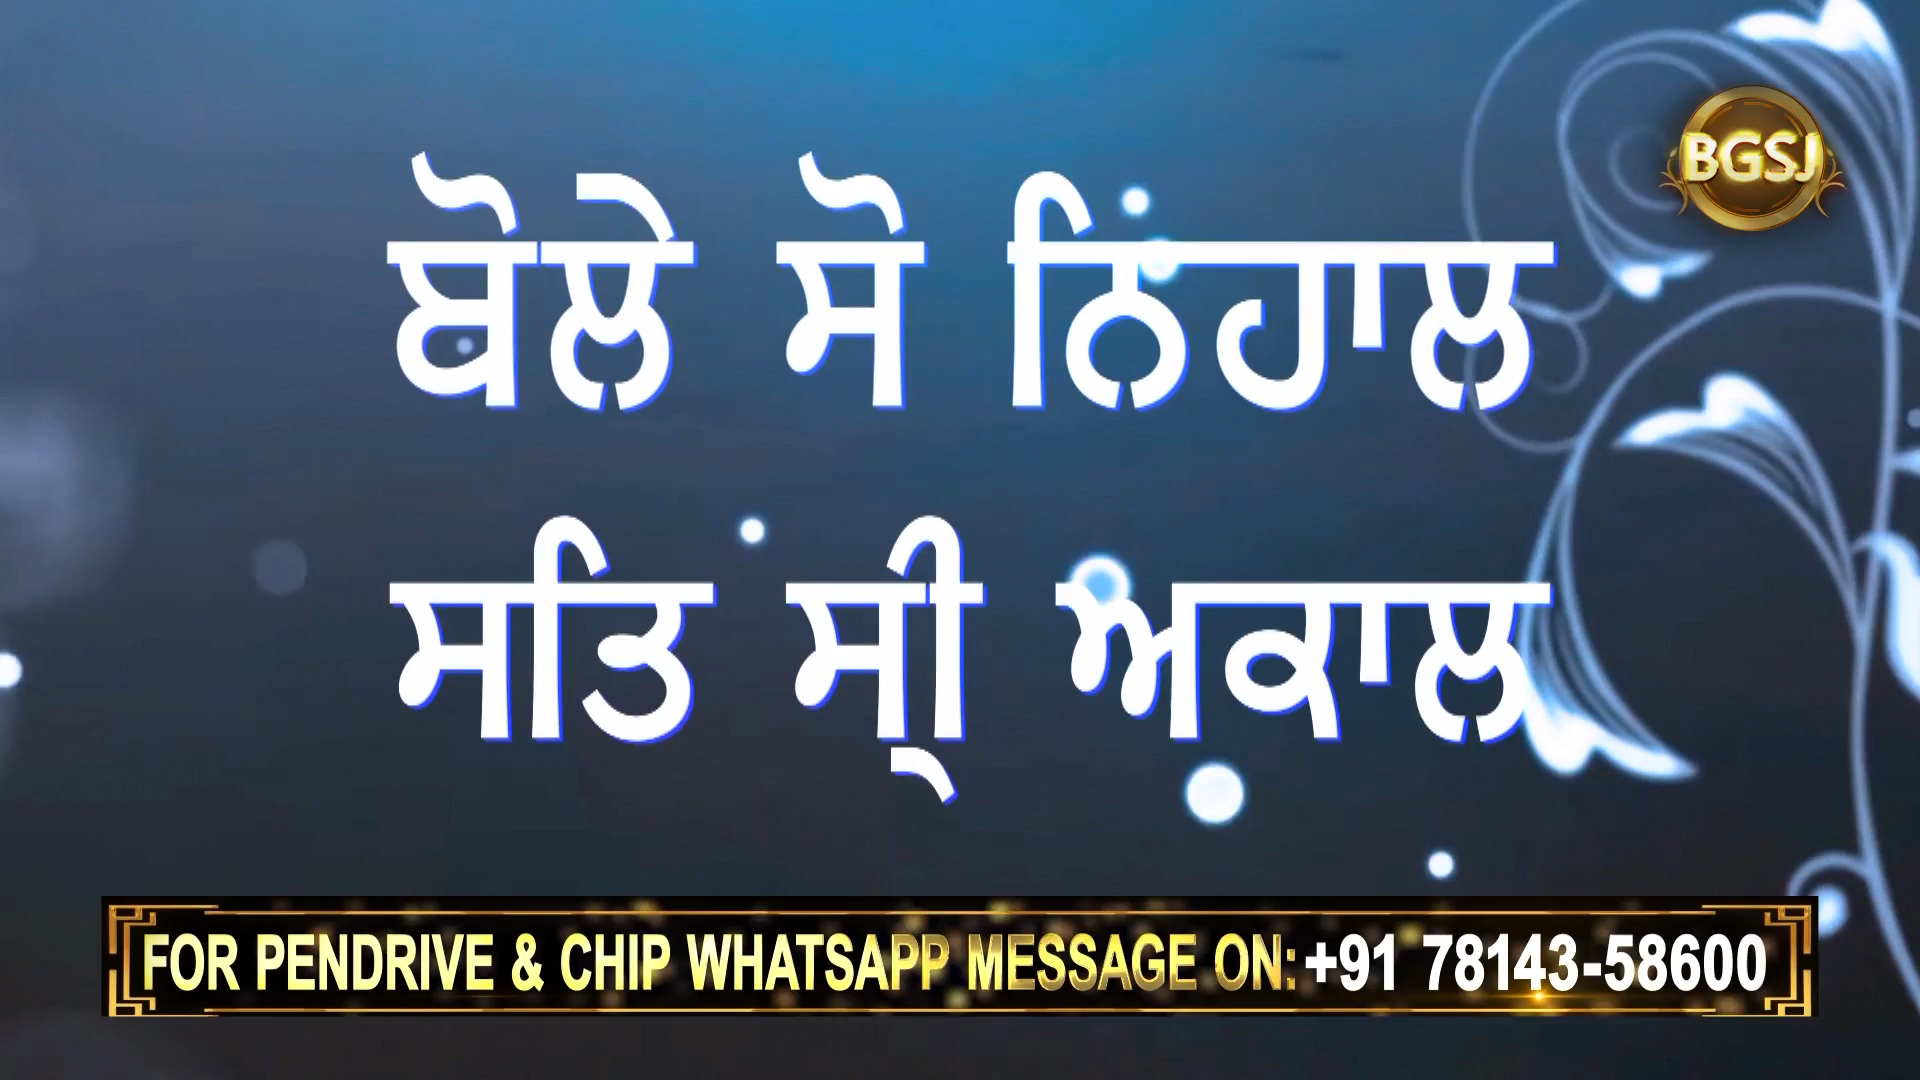 BGSJ
ਬੋਲੇ ਸੋ ਨਿਹਾਲ
ਸਤਿ ਸ੍ਰੀ ਅਕਾਲ
FOR PENDRIVE & CHIP WHATSAPP MESSAGE ON: +91 78143-58600